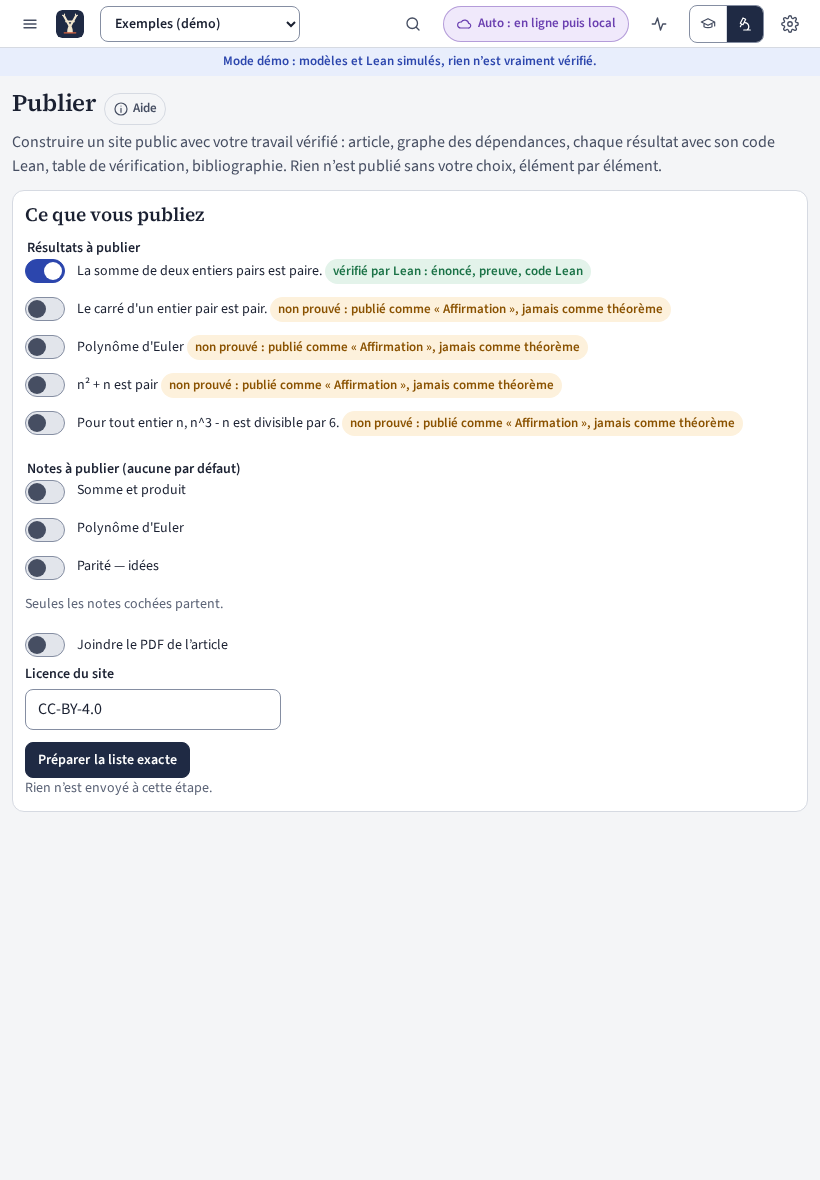 Exemples (démo)
Auto : en ligne puis local
Mode démo : modèles et Lean simulés, rien n’est vraiment vérifié.
Publier
Aide
Construire un site public avec votre travail vérifié : article, graphe des dépendances, chaque résultat avec son code
Lean, table de vérification, bibliographie. Rien n’est publié sans votre choix, élément par élément.
Ce que vous publiez
Résultats à publier
La somme de deux entiers pairs est paire. vérifié par Lean : énoncé, preuve, code Lean
Le carré d'un entier pair est pair. non prouvé : publié comme « Affirmation », jamais comme théorème
Polynôme d'Euler non prouvé : publié comme « Affirmation », jamais comme théorème
n² + n est pair non prouvé : publié comme « Affirmation », jamais comme théorème
Pour tout entier n, n^3 - n est divisible par 6. non prouvé : publié comme « Affirmation », jamais comme théorème
Notes à publier (aucune par défaut)
Somme et produit
Polynôme d'Euler
Parité — idées
Seules les notes cochées partent.
Joindre le PDF de l’article
Licence du site
CC-BY-4.0
Préparer la liste exacte
Rien n’est envoyé à cette étape.